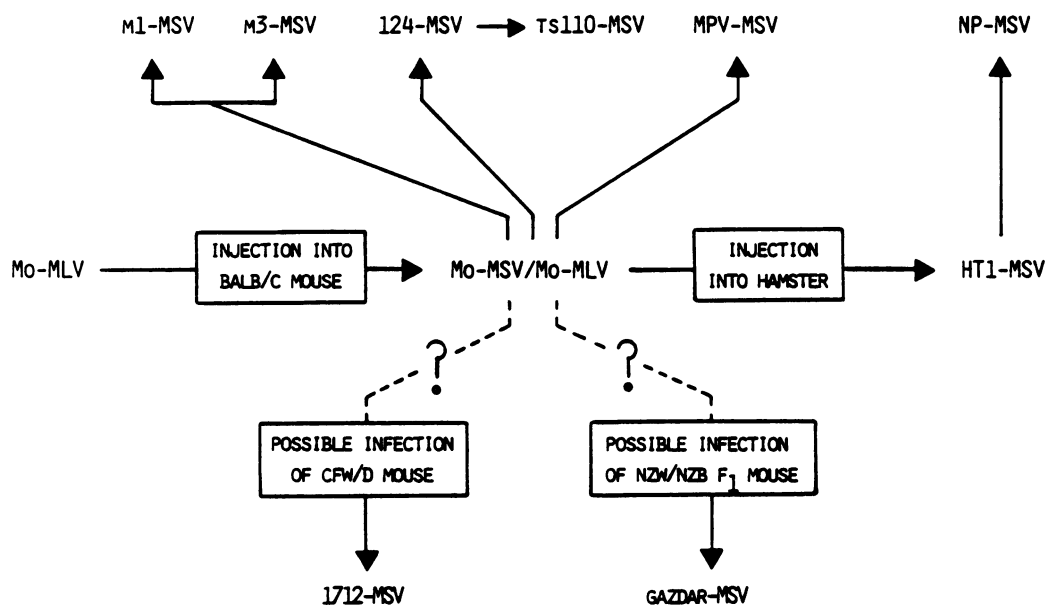 M1-MSV M3-MSV 124-MSV TS110-MSV MPV-MSV NP-MSV
INJECTION INTO
BALB/C MOUSE
INJECTION
INTO HAMSTER
MO-MLV
MO-MSV/MO-MLV
HT1-MSV
?
?
POSSIBLE INFECTION
OF CFW/D MOUSE
POSSIBLE INFECTION
OF NZW/NZB F1 MOUSE
1712-MSV
GAZDAR-MSV